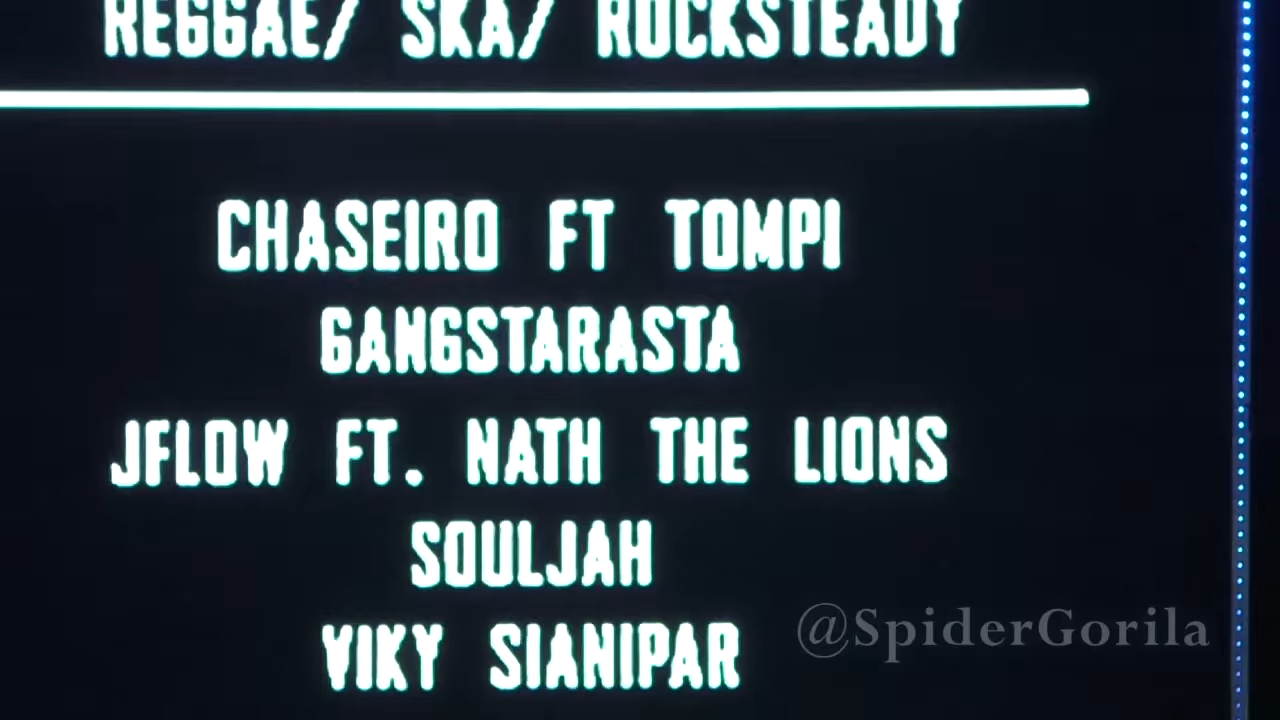 REGGAE/ SKA/ ROCKSTEADY
CHASEIRO FT TOMPI
GANGSTARASTA
JFLOW FT. NATH THE LIONS
SOULJAH
VIKY SIANIPAR
@SpiderGorila